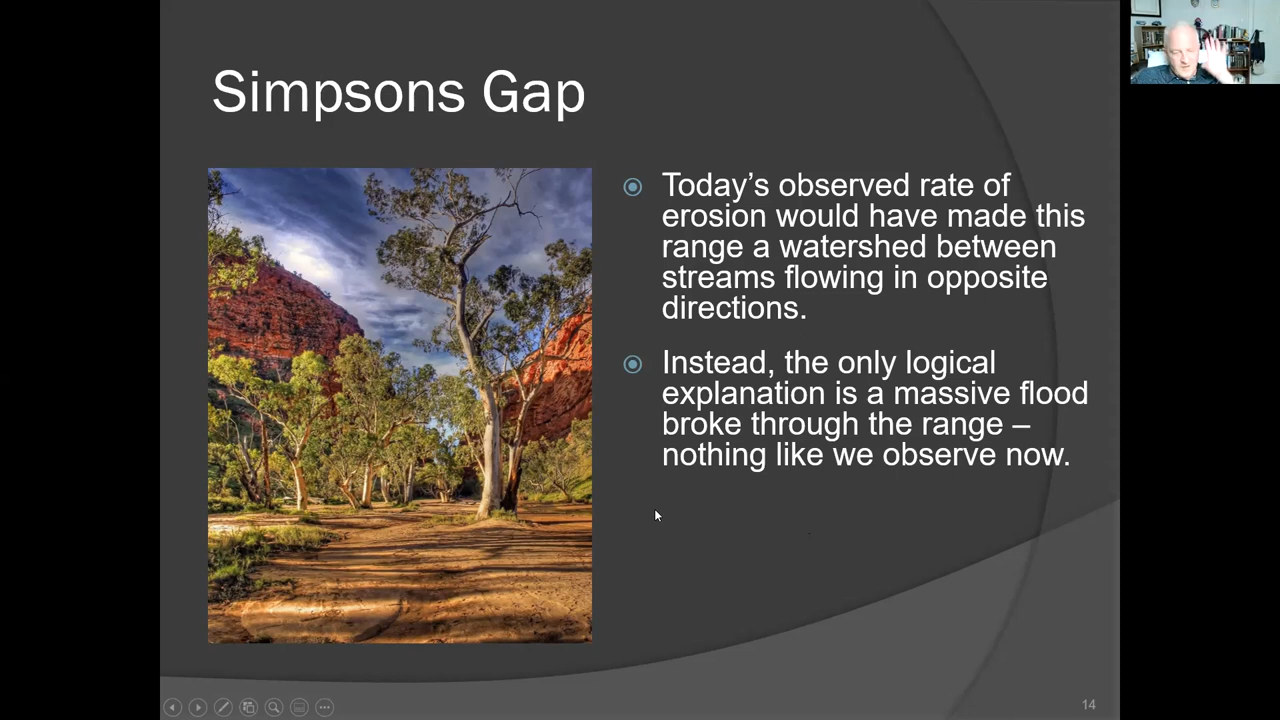 Simpsons Gap
Today’s observed rate of
erosion would have made this
range a watershed between
streams flowing in opposite
directions.
Instead, the only logical
explanation is a massive flood
broke through the range –
nothing like we observe now.
14